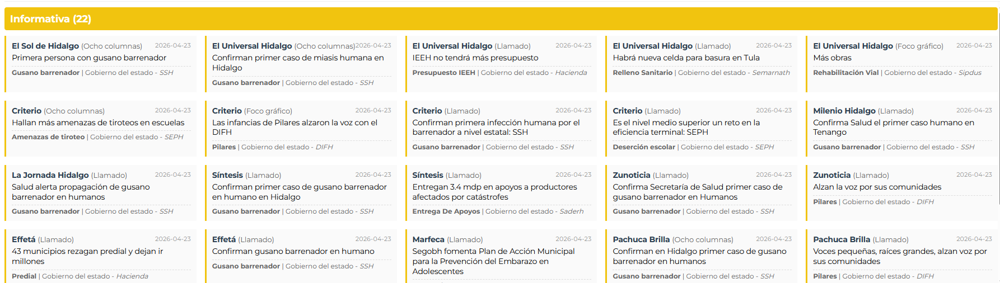 Informativa (22)
El Sol de Hidalgo (Ocho columnas) 2026-04-23
Primera persona con gusano barrenador
Gusano barrenador | Gobierno del estado - SSH
El Universal Hidalgo (Ocho columnas) 2026-04-23
Confirman primer caso de miasis humana en
Hidalgo
Gusano barrenador | Gobierno del estado - SSH
El Universal Hidalgo (Llamado) 2026-04-23
IEEH no tendrá más presupuesto
Presupuesto IEEH | Gobierno del estado - Hacienda
El Universal Hidalgo (Llamado) 2026-04-23
Habrá nueva celda para basura en Tula
Relleno Sanitario | Gobierno del estado - Semarnath
El Universal Hidalgo (Foco gráfico) 2026-04-23
Más obras
Rehabilitación Vial | Gobierno del estado - Sipdus
Criterio (Ocho columnas) 2026-04-23
Hallan más amenazas de tiroteos en escuelas
Amenazas de tiroteo | Gobierno del estado - SEPH
Criterio (Foco gráfico) 2026-04-23
Las infancias de Pilares alzaron la voz con el
DIFH
Pilares | Gobierno del estado - DIFH
Criterio (Llamado) 2026-04-23
Confirman primera infección humana por el
barrenador a nivel estatal: SSH
Gusano barrenador | Gobierno del estado - SSH
Criterio (Llamado) 2026-04-23
Es el nivel medio superior un reto en la
eficiencia terminal: SEPH
Deserción escolar | Gobierno del estado - SEPH
Milenio Hidalgo (Llamado) 2026-04-23
Confirma Salud el primer caso humano en
Tenango
Gusano barrenador | Gobierno del estado - SSH
La Jornada Hidalgo (Llamado) 2026-04-23
Salud alerta propagación de gusano
barrenador en humanos
Gusano barrenador | Gobierno del estado - SSH
Síntesis (Llamado) 2026-04-23
Confirman primer caso de gusano barrenador
en humano en Hidalgo
Gusano barrenador | Gobierno del estado - SSH
Síntesis (Llamado) 2026-04-23
Entregan 3.4 mdp en apoyos a productores
afectados por catástrofes
Entrega De Apoyos | Gobierno del estado - Saderh
Zunoticia (Llamado) 2026-04-23
Confirma Secretaría de Salud primer caso de
gusano barrenador en Humanos
Gusano barrenador | Gobierno del estado - SSH
Zunoticia (Llamado) 2026-04-23
Alzan la voz por sus comunidades
Pilares | Gobierno del estado - DIFH
Effetá (Llamado) 2026-04-23
43 municipios rezagan predial y dejan ir
millones
Predial | Gobierno del estado - Hacienda
Effetá (Llamado) 2026-04-23
Confirman gusano barrenador en humano
Gusano barrenador | Gobierno del estado - SSH
Marfeca (Llamado) 2026-04-23
Segobh fomenta Plan de Acción Municipal
para la Prevención del Embarazo en
Adolescentes
Pachuca Brilla (Ocho columnas) 2026-04-23
Confirman en Hidalgo primer caso de gusano
barrenador en humanos
Gusano barrenador | Gobierno del estado - SSH
Pachuca Brilla (Llamado) 2026-04-23
Voces pequeñas, raíces grandes, alzan voz por
sus comunidades
Pilares | Gobierno del estado - DIFH